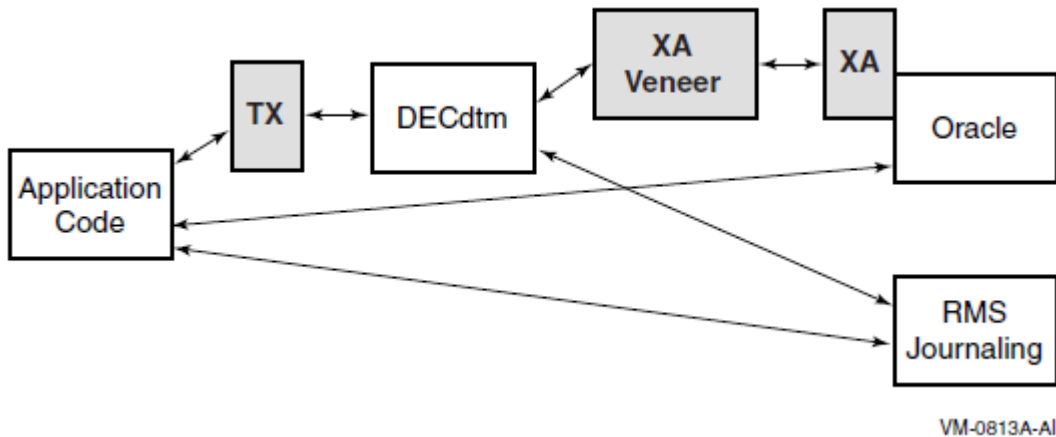 XA
Veneer
XA
TX
DECdtm
Oracle
Application
Code
RMS
Journaling
VM-0813A-AI